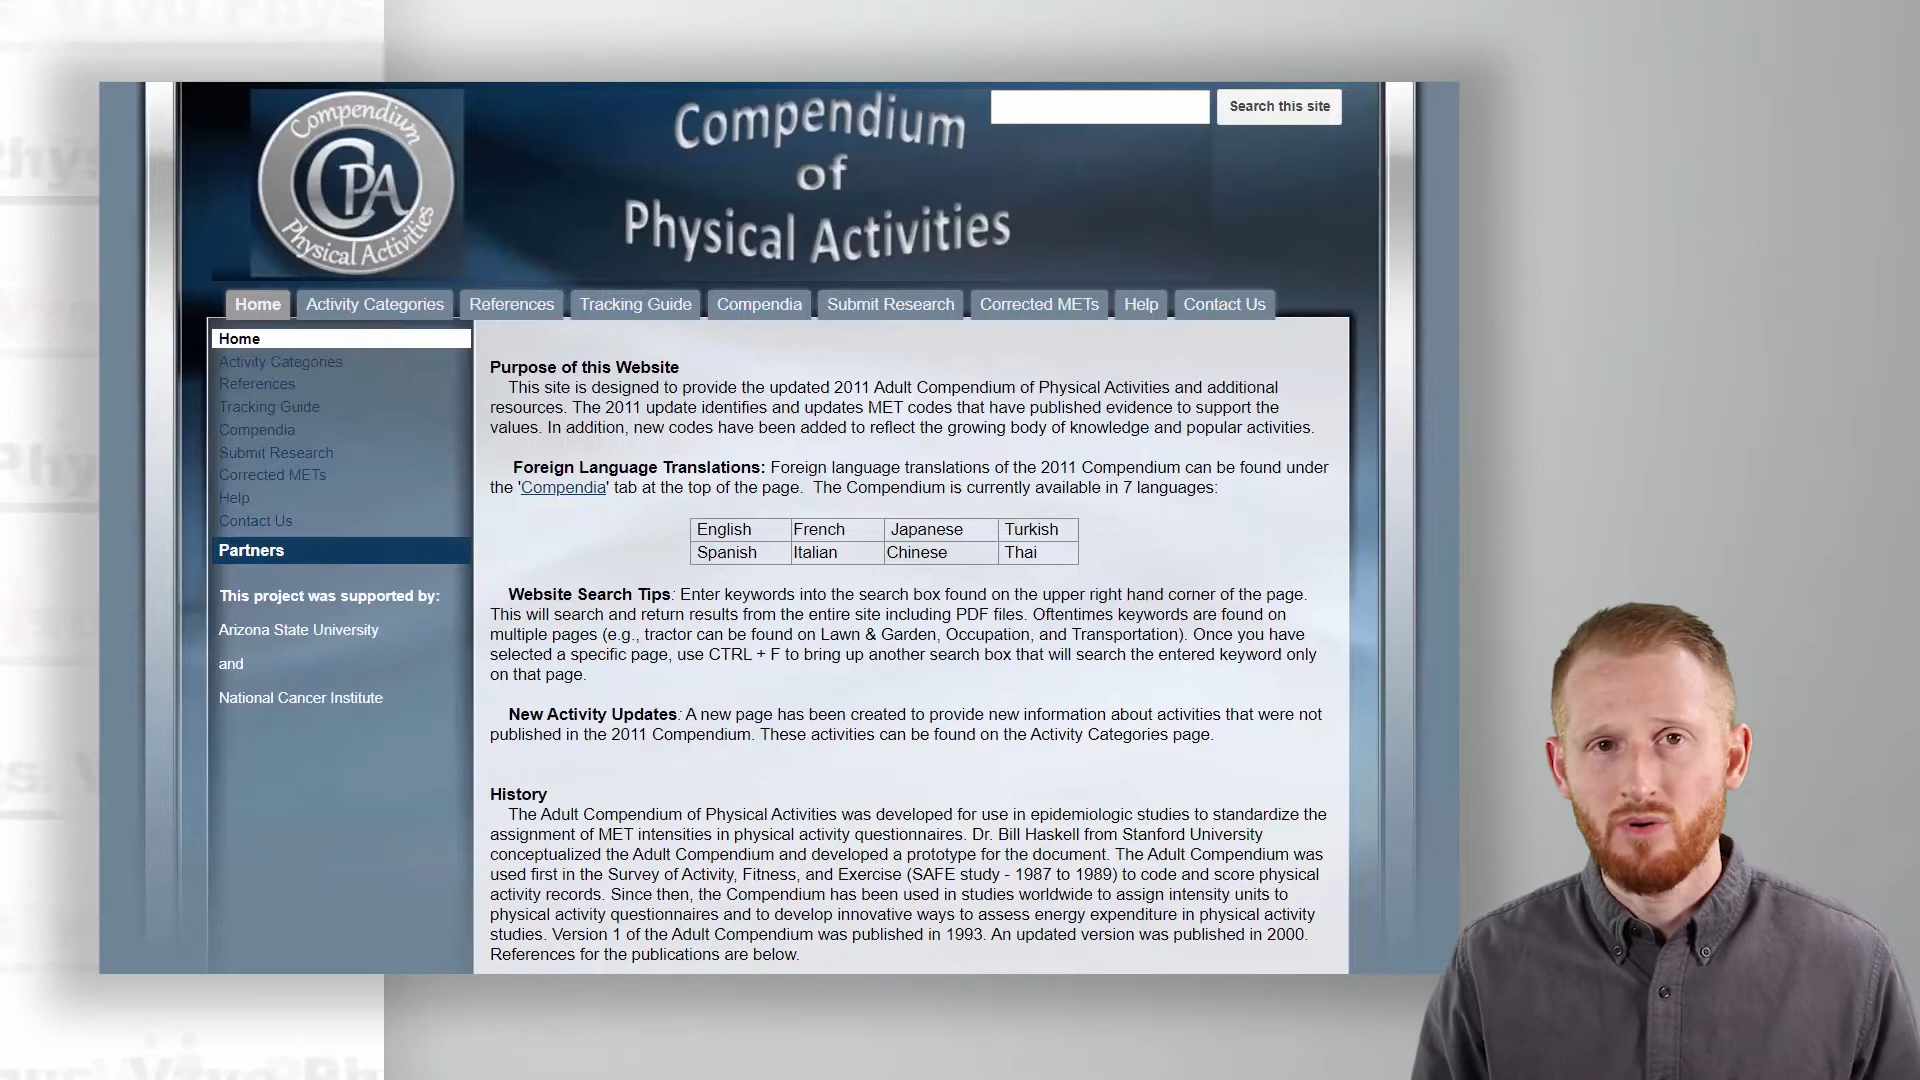 Compendium
CPA
Physical Activities
Compendium
of
Physical Activities
Search this site
Home Activity Categories References Tracking Guide Compendia Submit Research Corrected METs Help Contact Us
Home
Activity Categories
References
Tracking Guide
Compendia
Submit Research
Corrected METs
Help
Contact Us
Partners
This project was supported by:
Arizona State University
and
National Cancer Institute
Purpose of this Website
This site is designed to provide the updated 2011 Adult Compendium of Physical Activities and additional
resources. The 2011 update identifies and updates MET codes that have published evidence to support the
values. In addition, new codes have been added to reflect the growing body of knowledge and popular activities.
Foreign Language Translations: Foreign language translations of the 2011 Compendium can be found under
the 'Compendia' tab at the top of the page. The Compendium is currently available in 7 languages:
English French Japanese Turkish
Spanish Italian Chinese Thai
Website Search Tips: Enter keywords into the search box found on the upper right hand corner of the page.
This will search and return results from the entire site including PDF files. Oftentimes keywords are found on
multiple pages (e.g., tractor can be found on Lawn & Garden, Occupation, and Transportation). Once you have
selected a specific page, use CTRL + F to bring up another search box that will search the entered keyword only
on that page.
New Activity Updates: A new page has been created to provide new information about activities that were not
published in the 2011 Compendium. These activities can be found on the Activity Categories page.
History
The Adult Compendium of Physical Activities was developed for use in epidemiologic studies to standardize the
assignment of MET intensities in physical activity questionnaires. Dr. Bill Haskell from Stanford University
conceptualized the Adult Compendium and developed a prototype for the document. The Adult Compendium was
used first in the Survey of Activity, Fitness, and Exercise (SAFE study - 1987 to 1989) to code and score physical
activity records. Since then, the Compendium has been used in studies worldwide to assign intensity units to
physical activity questionnaires and to develop innovative ways to assess energy expenditure in physical activity
studies. Version 1 of the Adult Compendium was published in 1993. An updated version was published in 2000.
References for the publications are below.